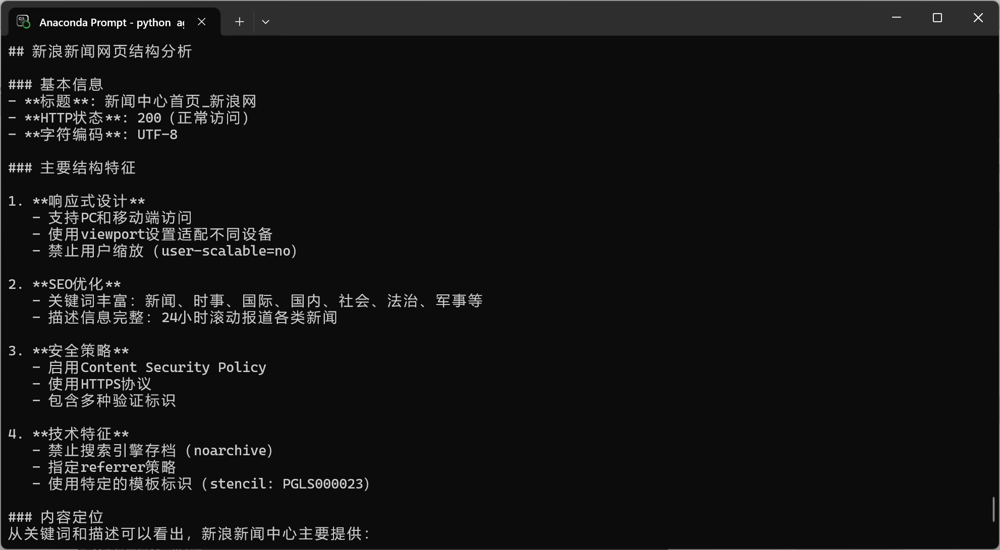 Anaconda Prompt - python
## 新浪新闻网页结构分析
### 基本信息
- **标题**: 新闻中心首页_新浪网
- **HTTP状态**: 200（正常访问）
- **字符编码**: UTF-8
### 主要结构特征
1. **响应式设计**
- 支持PC和移动端访问
- 使用viewport设置适配不同设备
- 禁止用户缩放（user-scalable=no）
2. **SEO优化**
- 关键词丰富：新闻、时事、国际、国内、社会、法治、军事等
- 描述信息完整：24小时滚动报道各类新闻
3. **安全策略**
- 启用Content Security Policy
- 使用HTTPS协议
- 包含多种验证标识
4. **技术特征**
- 禁止搜索引擎存档（noarchive）
- 指定referrer策略
- 使用特定的模板标识（stencil: PGLS000023）
### 内容定位
从关键词和描述可以看出，新浪新闻中心主要提供：